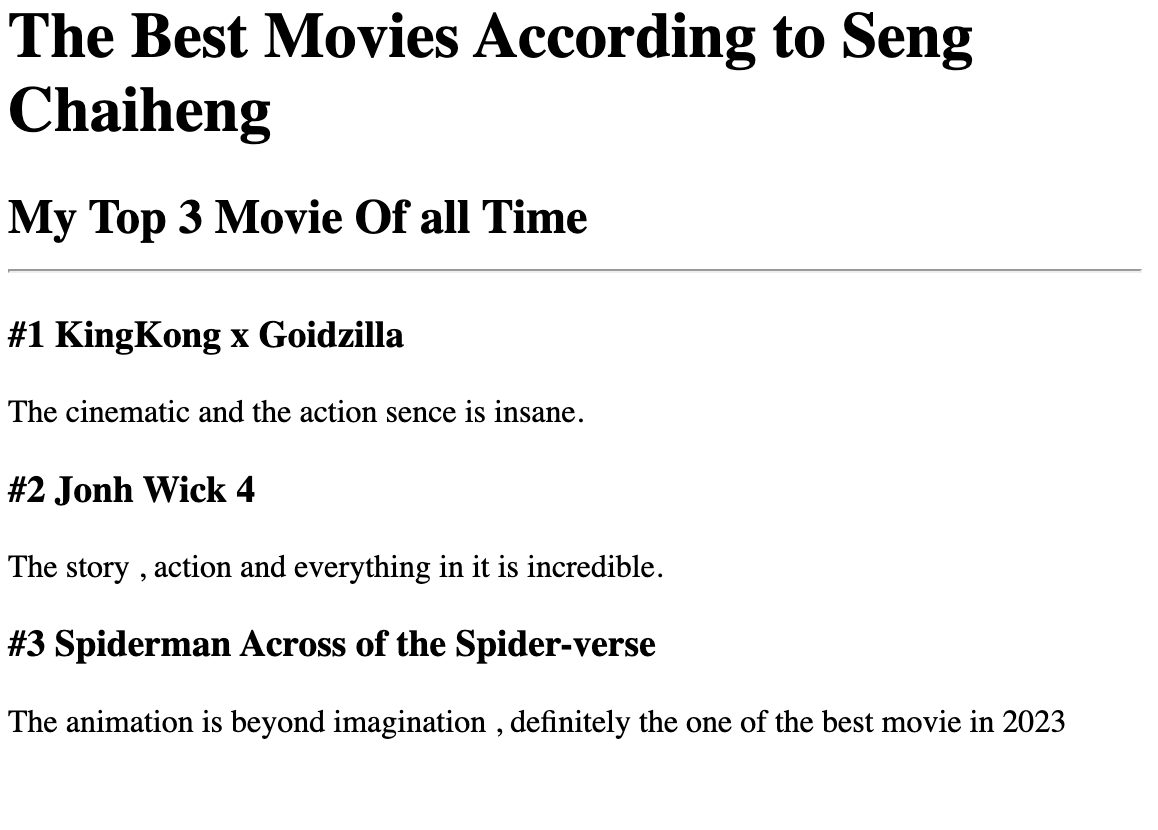 The Best Movies According to Seng
Chaiheng
My Top 3 Movie Of all Time
#1 KingKong x Goidzilla
The cinematic and the action sence is insane.
#2 Jonh Wick 4
The story , action and everything in it is incredible.
#3 Spiderman Across of the Spider-verse
The animation is beyond imagination , definitely the one of the best movie in 2023